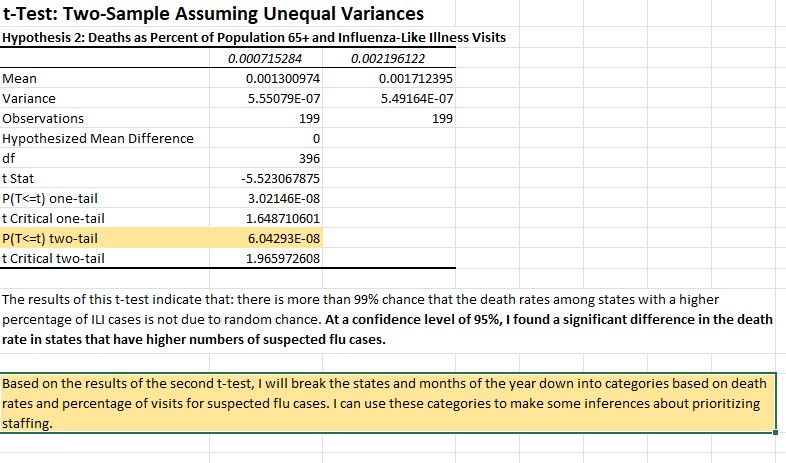 t-Test: Two-Sample Assuming Unequal Variances
Hypothesis 2: Deaths as Percent of Population 65+ and Influenza-Like Illness Visits
0.000715284 0.002196122
Mean 0.001300974 0.001712395
Variance 5.55079E-07 5.49164E-07
Observations 199 199
Hypothesized Mean Difference 0
df 396
t Stat -5.523067875
P(T<=t) one-tail 3.02146E-08
t Critical one-tail 1.648710601
P(T<=t) two-tail 6.04293E-08
t Critical two-tail 1.965972608
The results of this t-test indicate that: there is more than 99% chance that the death rates among states with a higher
percentage of ILI cases is not due to random chance. At a confidence level of 95%, I found a significant difference in the death
rate in states that have higher numbers of suspected flu cases.
Based on the results of the second t-test, I will break the states and months of the year down into categories based on death
rates and percentage of visits for suspected flu cases. I can use these categories to make some inferences about prioritizing
staffing.